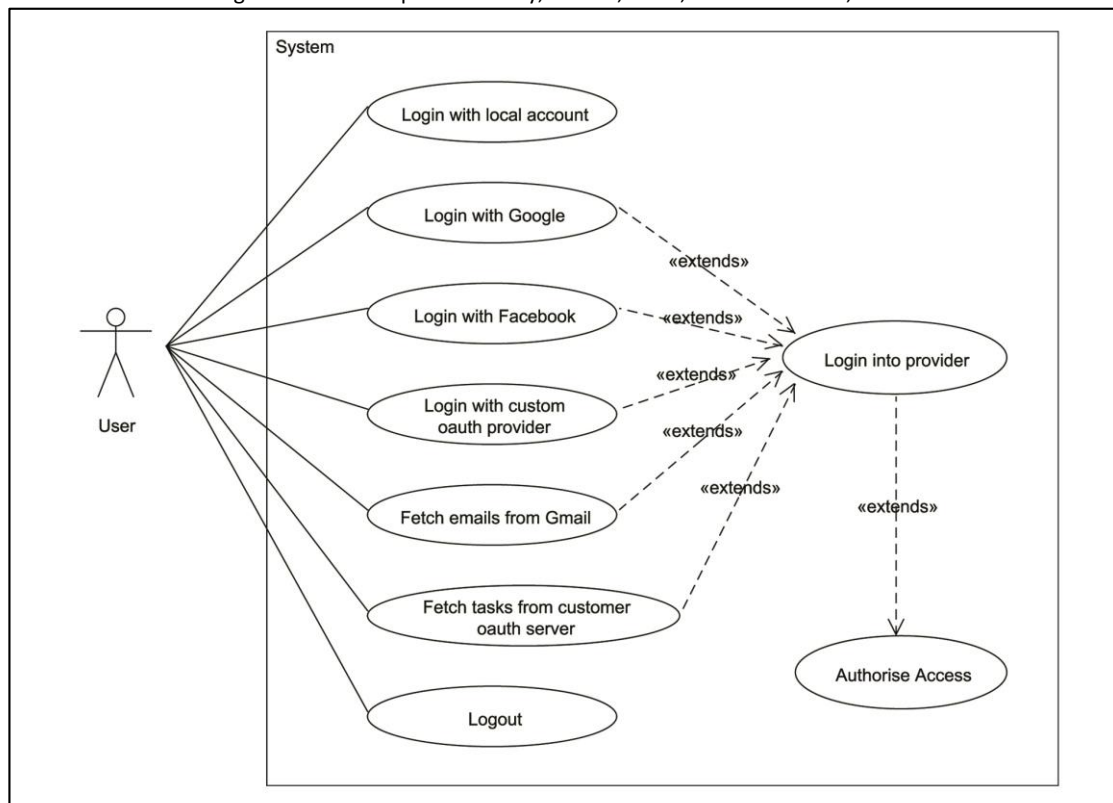 System
Login with local account
Login with Google
«extends»
Login with Facebook
«extends»
Login into provider
«extends»
Login with custom
oauth provider
User
«extends»
Fetch emails from Gmail
«extends»
«extends»
Fetch tasks from customer
oauth server
Authorise Access
Logout